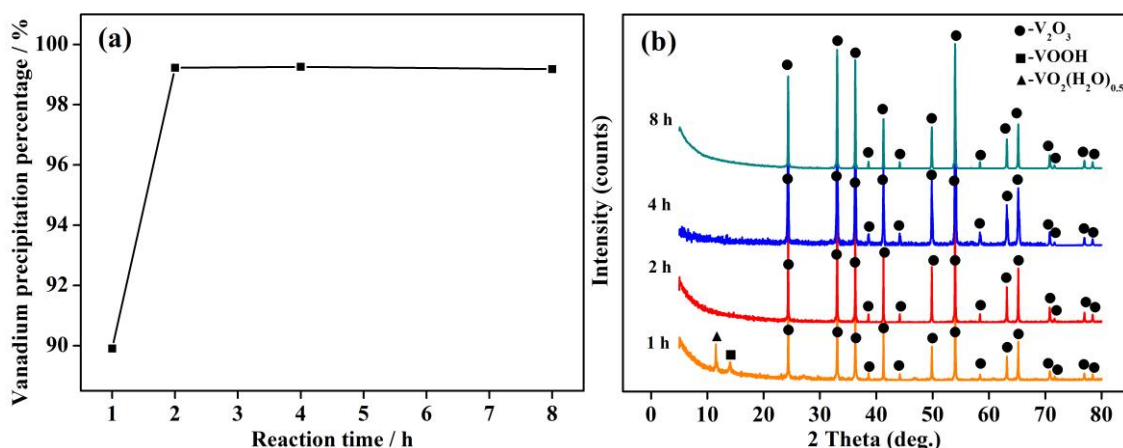 (a)
Vanadium precipitation percentage / %
100
98
96
94
92
90
1 2 3 4 5 6 7 8
Reaction time / h
(b)
●-V₂O₃
■-VOOH
▲-VO₂(H₂O)₀.₅
Intensity (counts)
8 h
4 h
2 h
1 h
0 10 20 30 40 50 60 70 80
2 Theta (deg.)